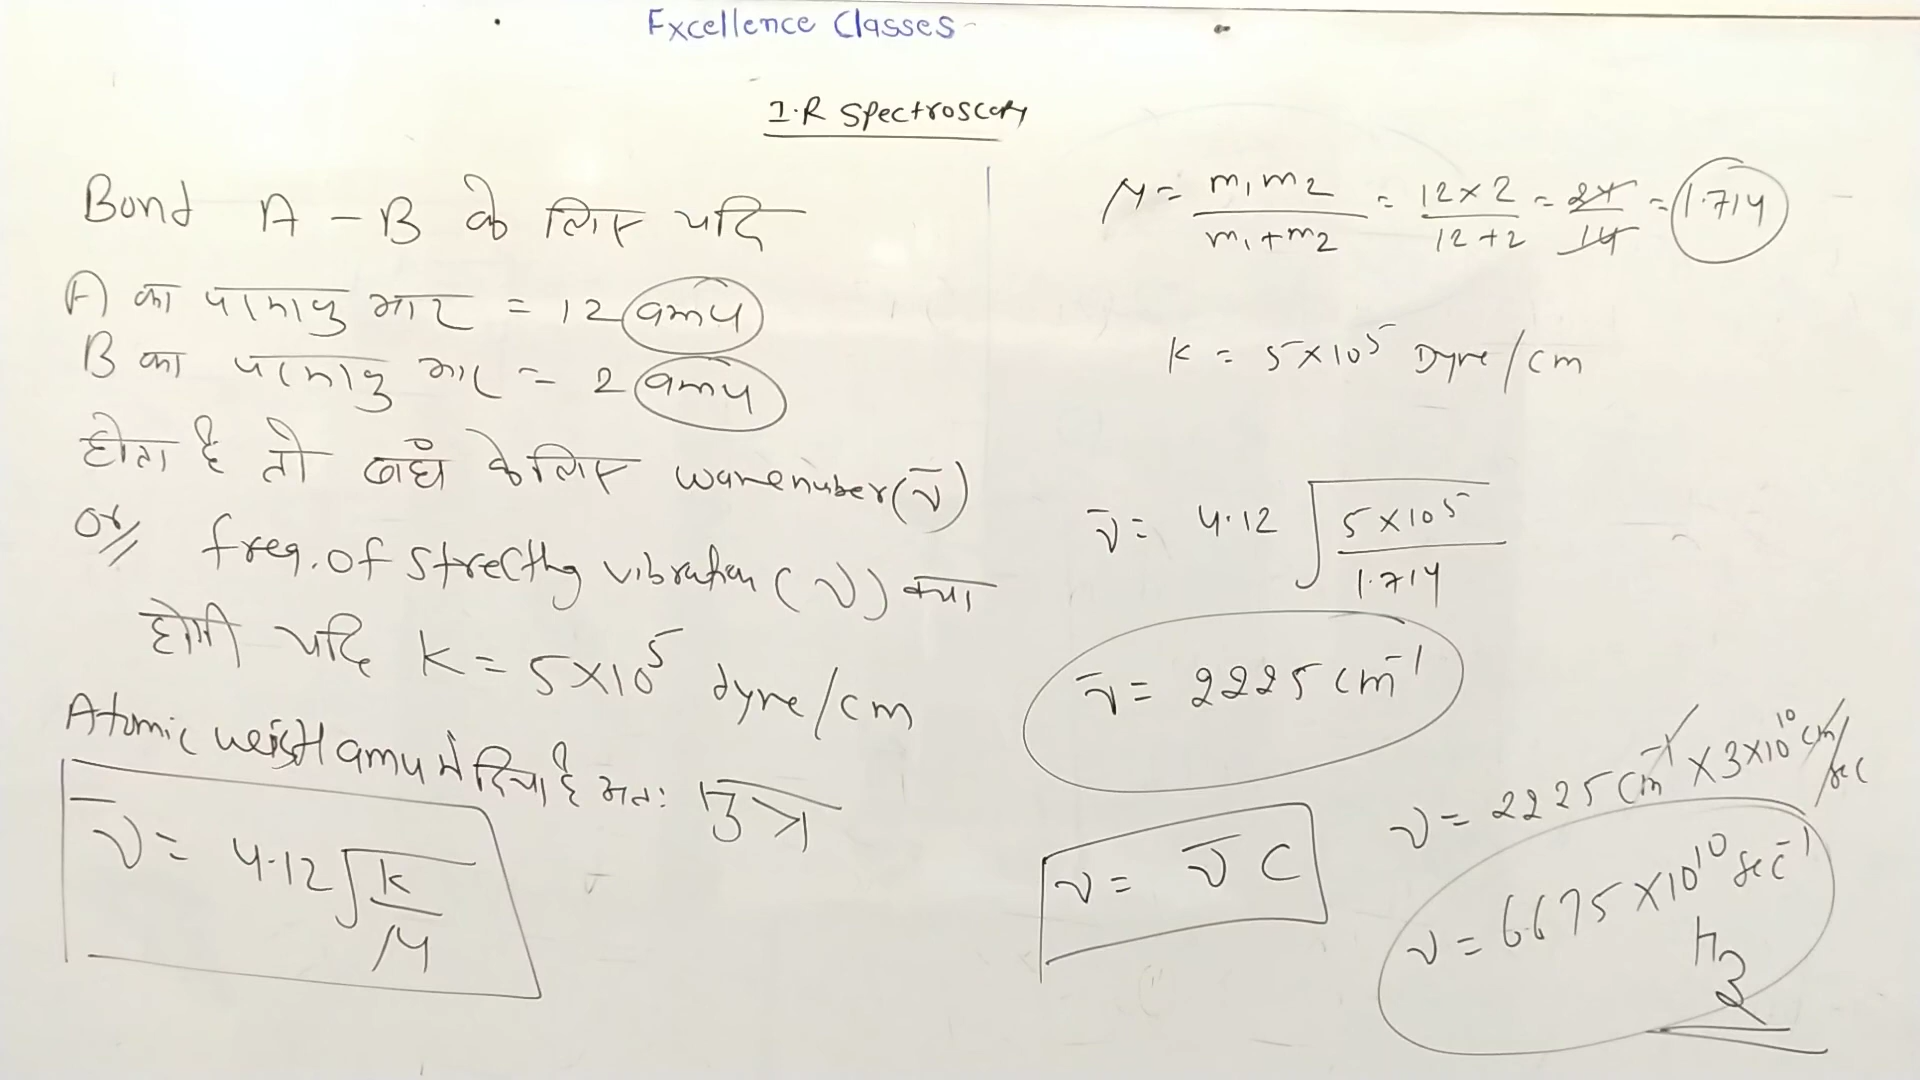 Excellence Classes
I.R Spectroscopy
Bond A - B के लिए यदि
A का परमाणु भार = 12 amu
B का परमाणु भार = 2 amu
होता है तो बंध के लिए wavenuber (ν̄)
Or freq. of strecthg vibration (ν) क्या
होगी यदि K = 5×10⁵ dyne/cm
Atomic weight amu में दिया है अतः सूत्र
ν̄ = 4.12 √(k/μ)
μ = m₁m₂/(m₁+m₂) = (12×2)/(12+2) = 24/14 = 1.714
K = 5×10⁵ Dyne/cm
ν̄ = 4.12 √(5×10⁵/1.714)
ν̄ = 2225 cm⁻¹
ν = ν̄ C
ν = 2225 cm⁻¹ × 3×10¹⁰ cm/sec
ν = 6675×10¹⁰ sec⁻¹
Hz